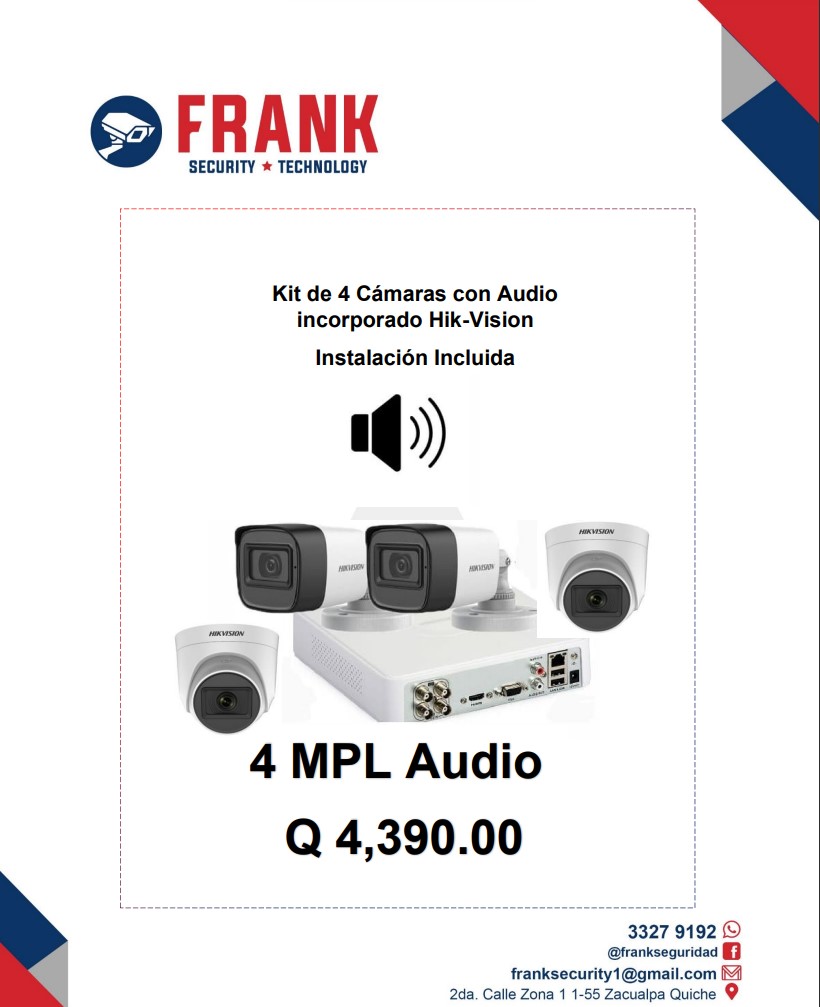 FRANK
SECURITY ★ TECHNOLOGY
Kit de 4 Cámaras con Audio
incorporado Hik-Vision
Instalación Incluida
HIKVISION
HIKVISION
HIKVISION
HIKVISION
HDMI
4 MPL Audio
Q 4,390.00
3327 9192
@frankseguridad
franksecurity1@gmail.com
2da. Calle Zona 1 1-55 Zacualpa Quiche